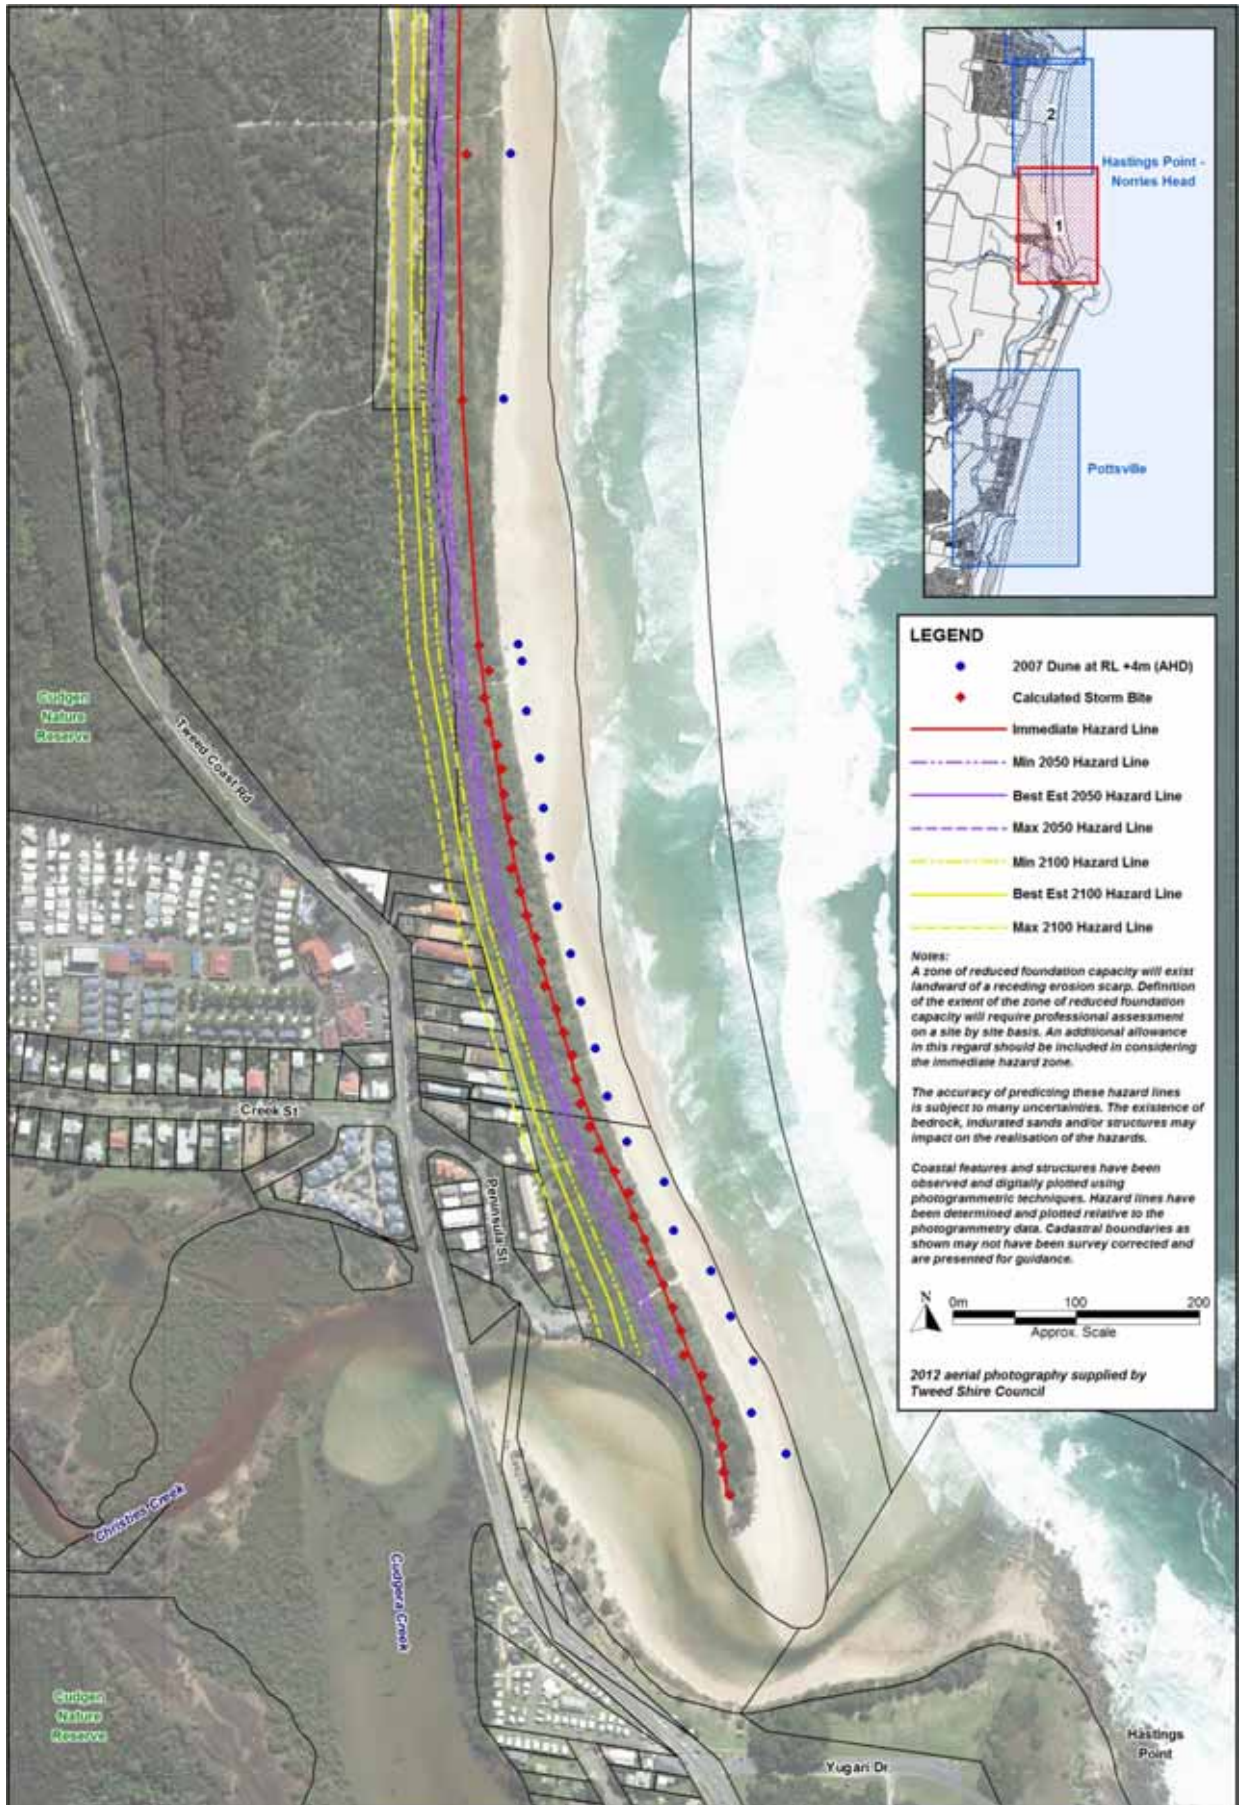 2
Hastings Point -
Norries Head
1
Pottsville
LEGEND
2007 Dune at RL +4m (AHD)
Calculated Storm Bite
Immediate Hazard Line
Min 2050 Hazard Line
Best Est 2050 Hazard Line
Max 2050 Hazard Line
Min 2100 Hazard Line
Best Est 2100 Hazard Line
Max 2100 Hazard Line
Notes:
A zone of reduced foundation capacity will exist
landward of a receding erosion scarp. Definition
of the extent of the zone of reduced foundation
capacity will require professional assessment
on a site by site basis. An additional allowance
in this regard should be included in considering
the immediate hazard zone.
The accuracy of predicting these hazard lines
is subject to many uncertainties. The existence of
bedrock, indurated sands and/or structures may
impact on the realisation of the hazards.
Coastal features and structures have been
observed and digitally plotted using
photogrammetric techniques. Hazard lines have
been determined and plotted relative to the
photogrammetry data. Cadastral boundaries as
shown may not have been survey corrected and
are presented for guidance.
N
0m 100 200
Approx. Scale
2012 aerial photography supplied by
Tweed Shire Council
Cudgen
Nature
Reserve
Tweed Coast Rd
Creek St
Peninsula St
Christies Creek
Cudgera Creek
Cudgen
Nature
Reserve
Hastings
Point
Yugari Dr